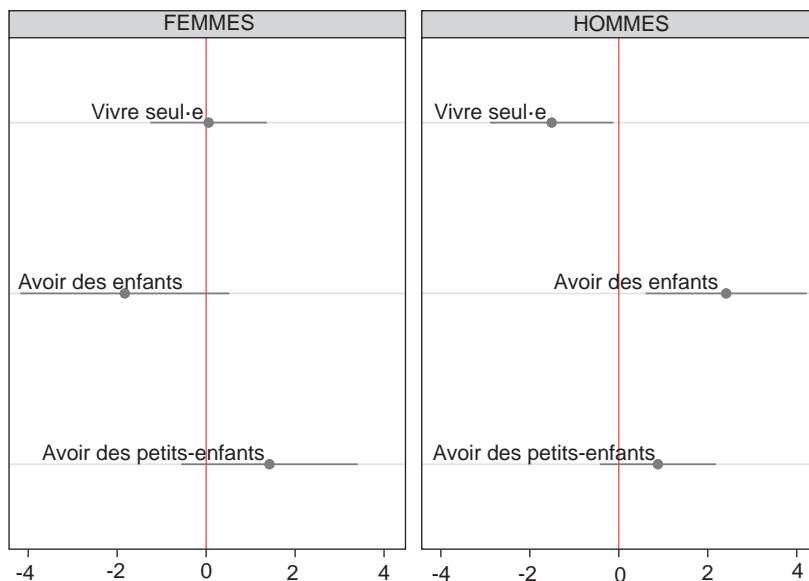 FEMMES
HOMMES
Vivre seul·e
Vivre seul·e
Avoir des enfants
Avoir des enfants
Avoir des petits-enfants
Avoir des petits-enfants
-4 -2 0 2 4
-4 -2 0 2 4